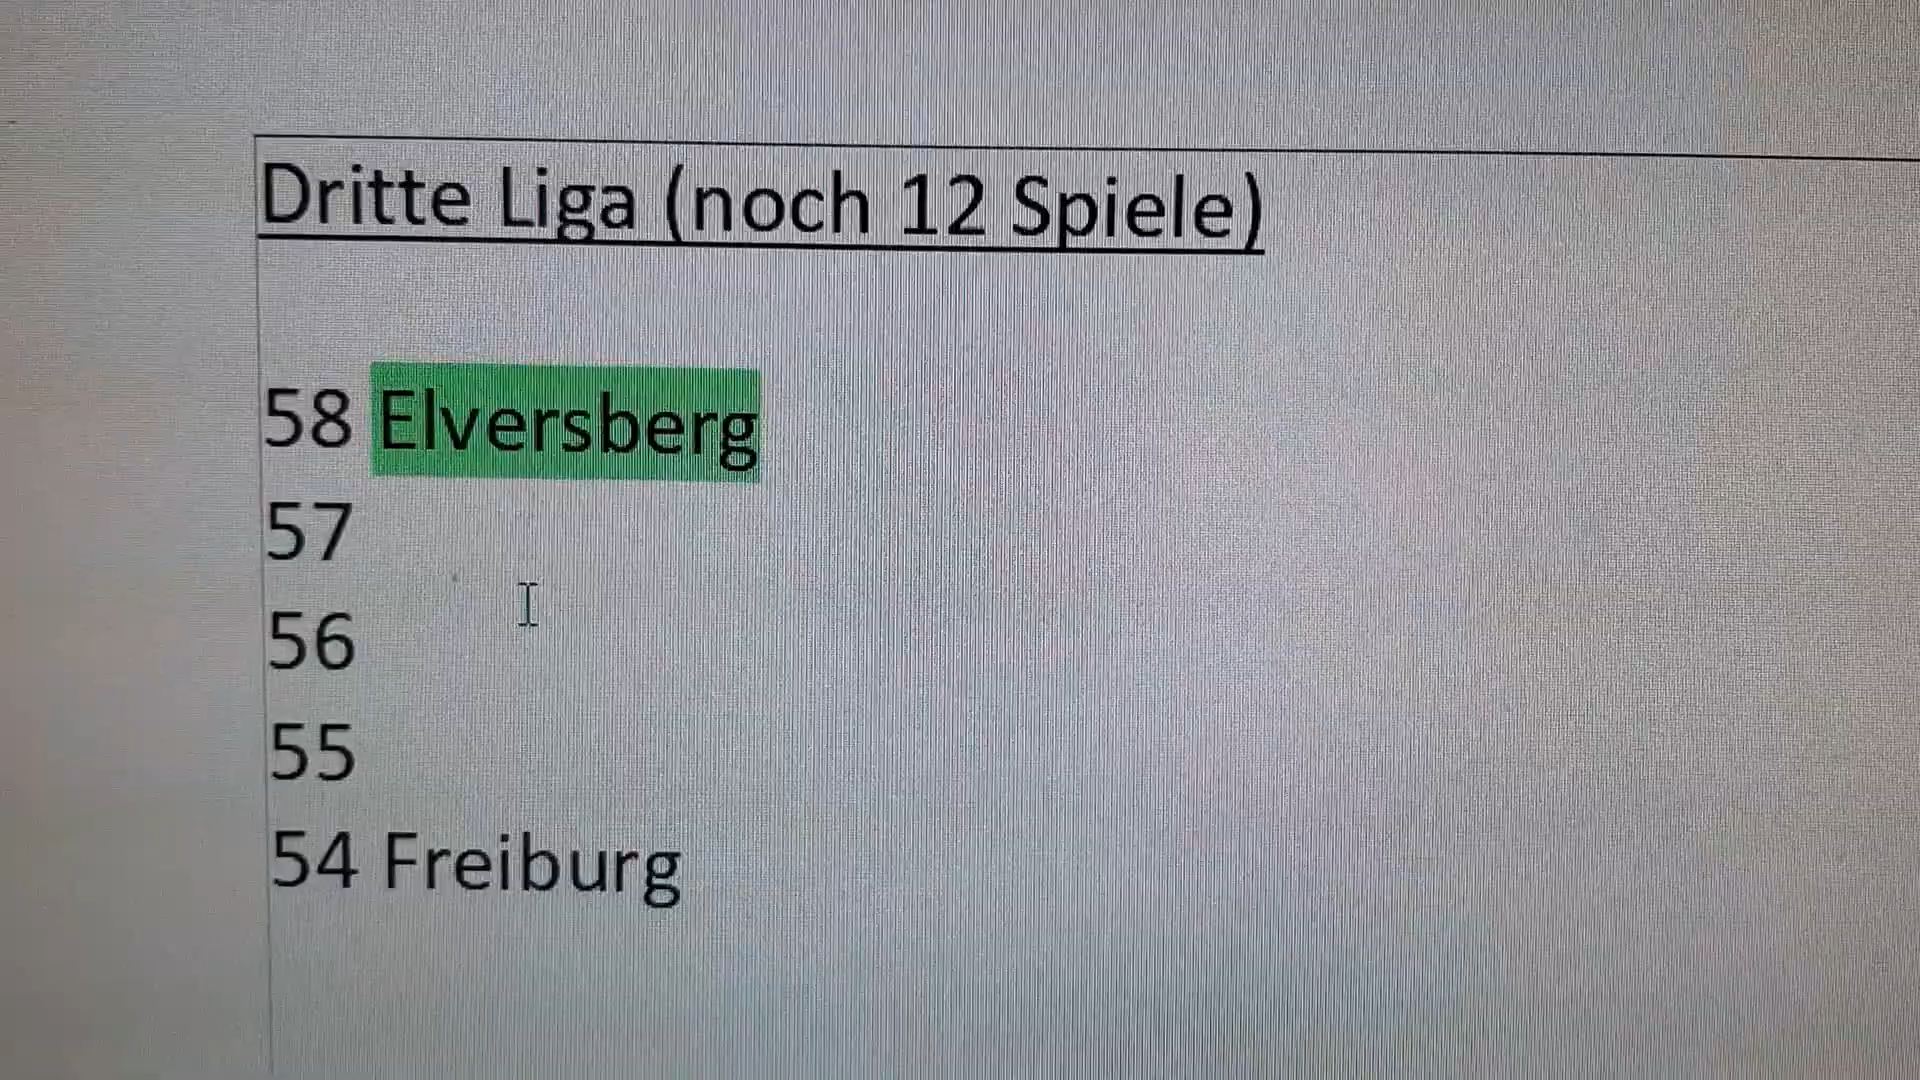 Dritte Liga (noch 12 Spiele)
58 Elversberg
57
56
55
54 Freiburg